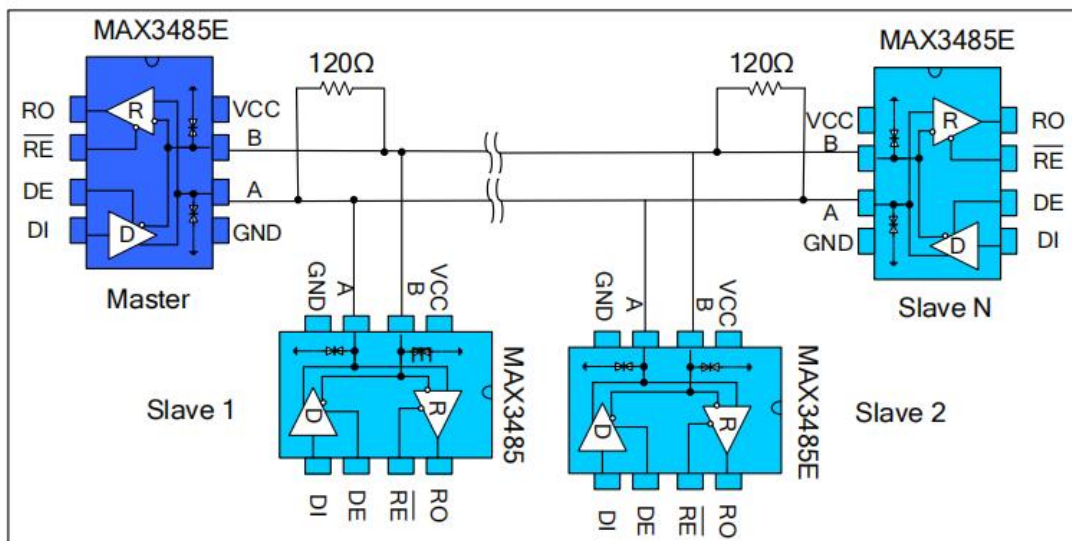 MAX3485E
MAX3485E
120Ω
120Ω
RO
VCC
RE
B
DE
A
DI
GND
Master
VCC
RO
B
RE
A
DE
GND
DI
Slave N
GND
A
B
VCC
MAX3485
Slave 1
DI
DE
RE
RO
GND
A
B
VCC
MAX3485E
Slave 2
DI
DE
RE
RO
R
D
R
D
D
R
D
R